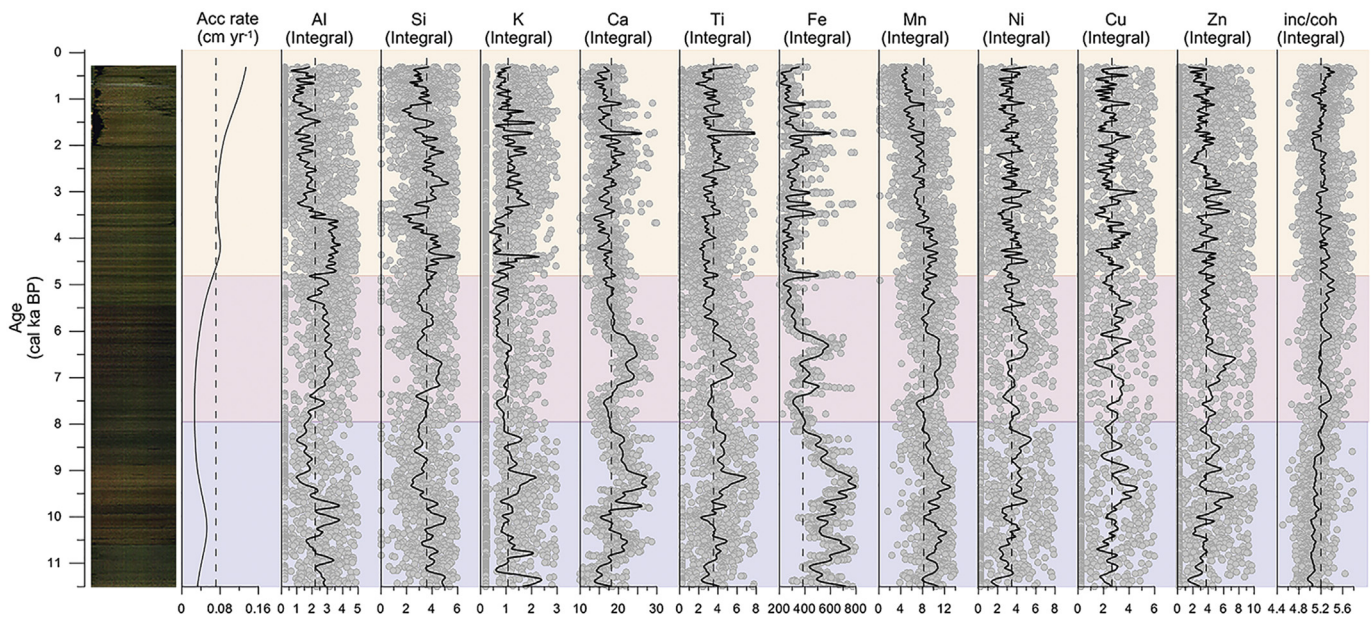 Acc rate
(cm yr⁻¹)
Al
(Integral)
Si
(Integral)
K
(Integral)
Ca
(Integral)
Ti
(Integral)
Fe
(Integral)
Mn
(Integral)
Ni
(Integral)
Cu
(Integral)
Zn
(Integral)
inc/coh
(Integral)
Age
(cal ka BP)
0
1
2
3
4
5
6
7
8
9
10
11
0 0.08 0.16
0 1 2 3 4 5
0 2 4 6
0 1 2 3
10 20 30
0 2 4 6 8
200 400 600 800
0 4 8 12
0 2 4 6 8
0 2 4 6
0 2 4 6 8 10
4.4 4.8 5.2 5.6